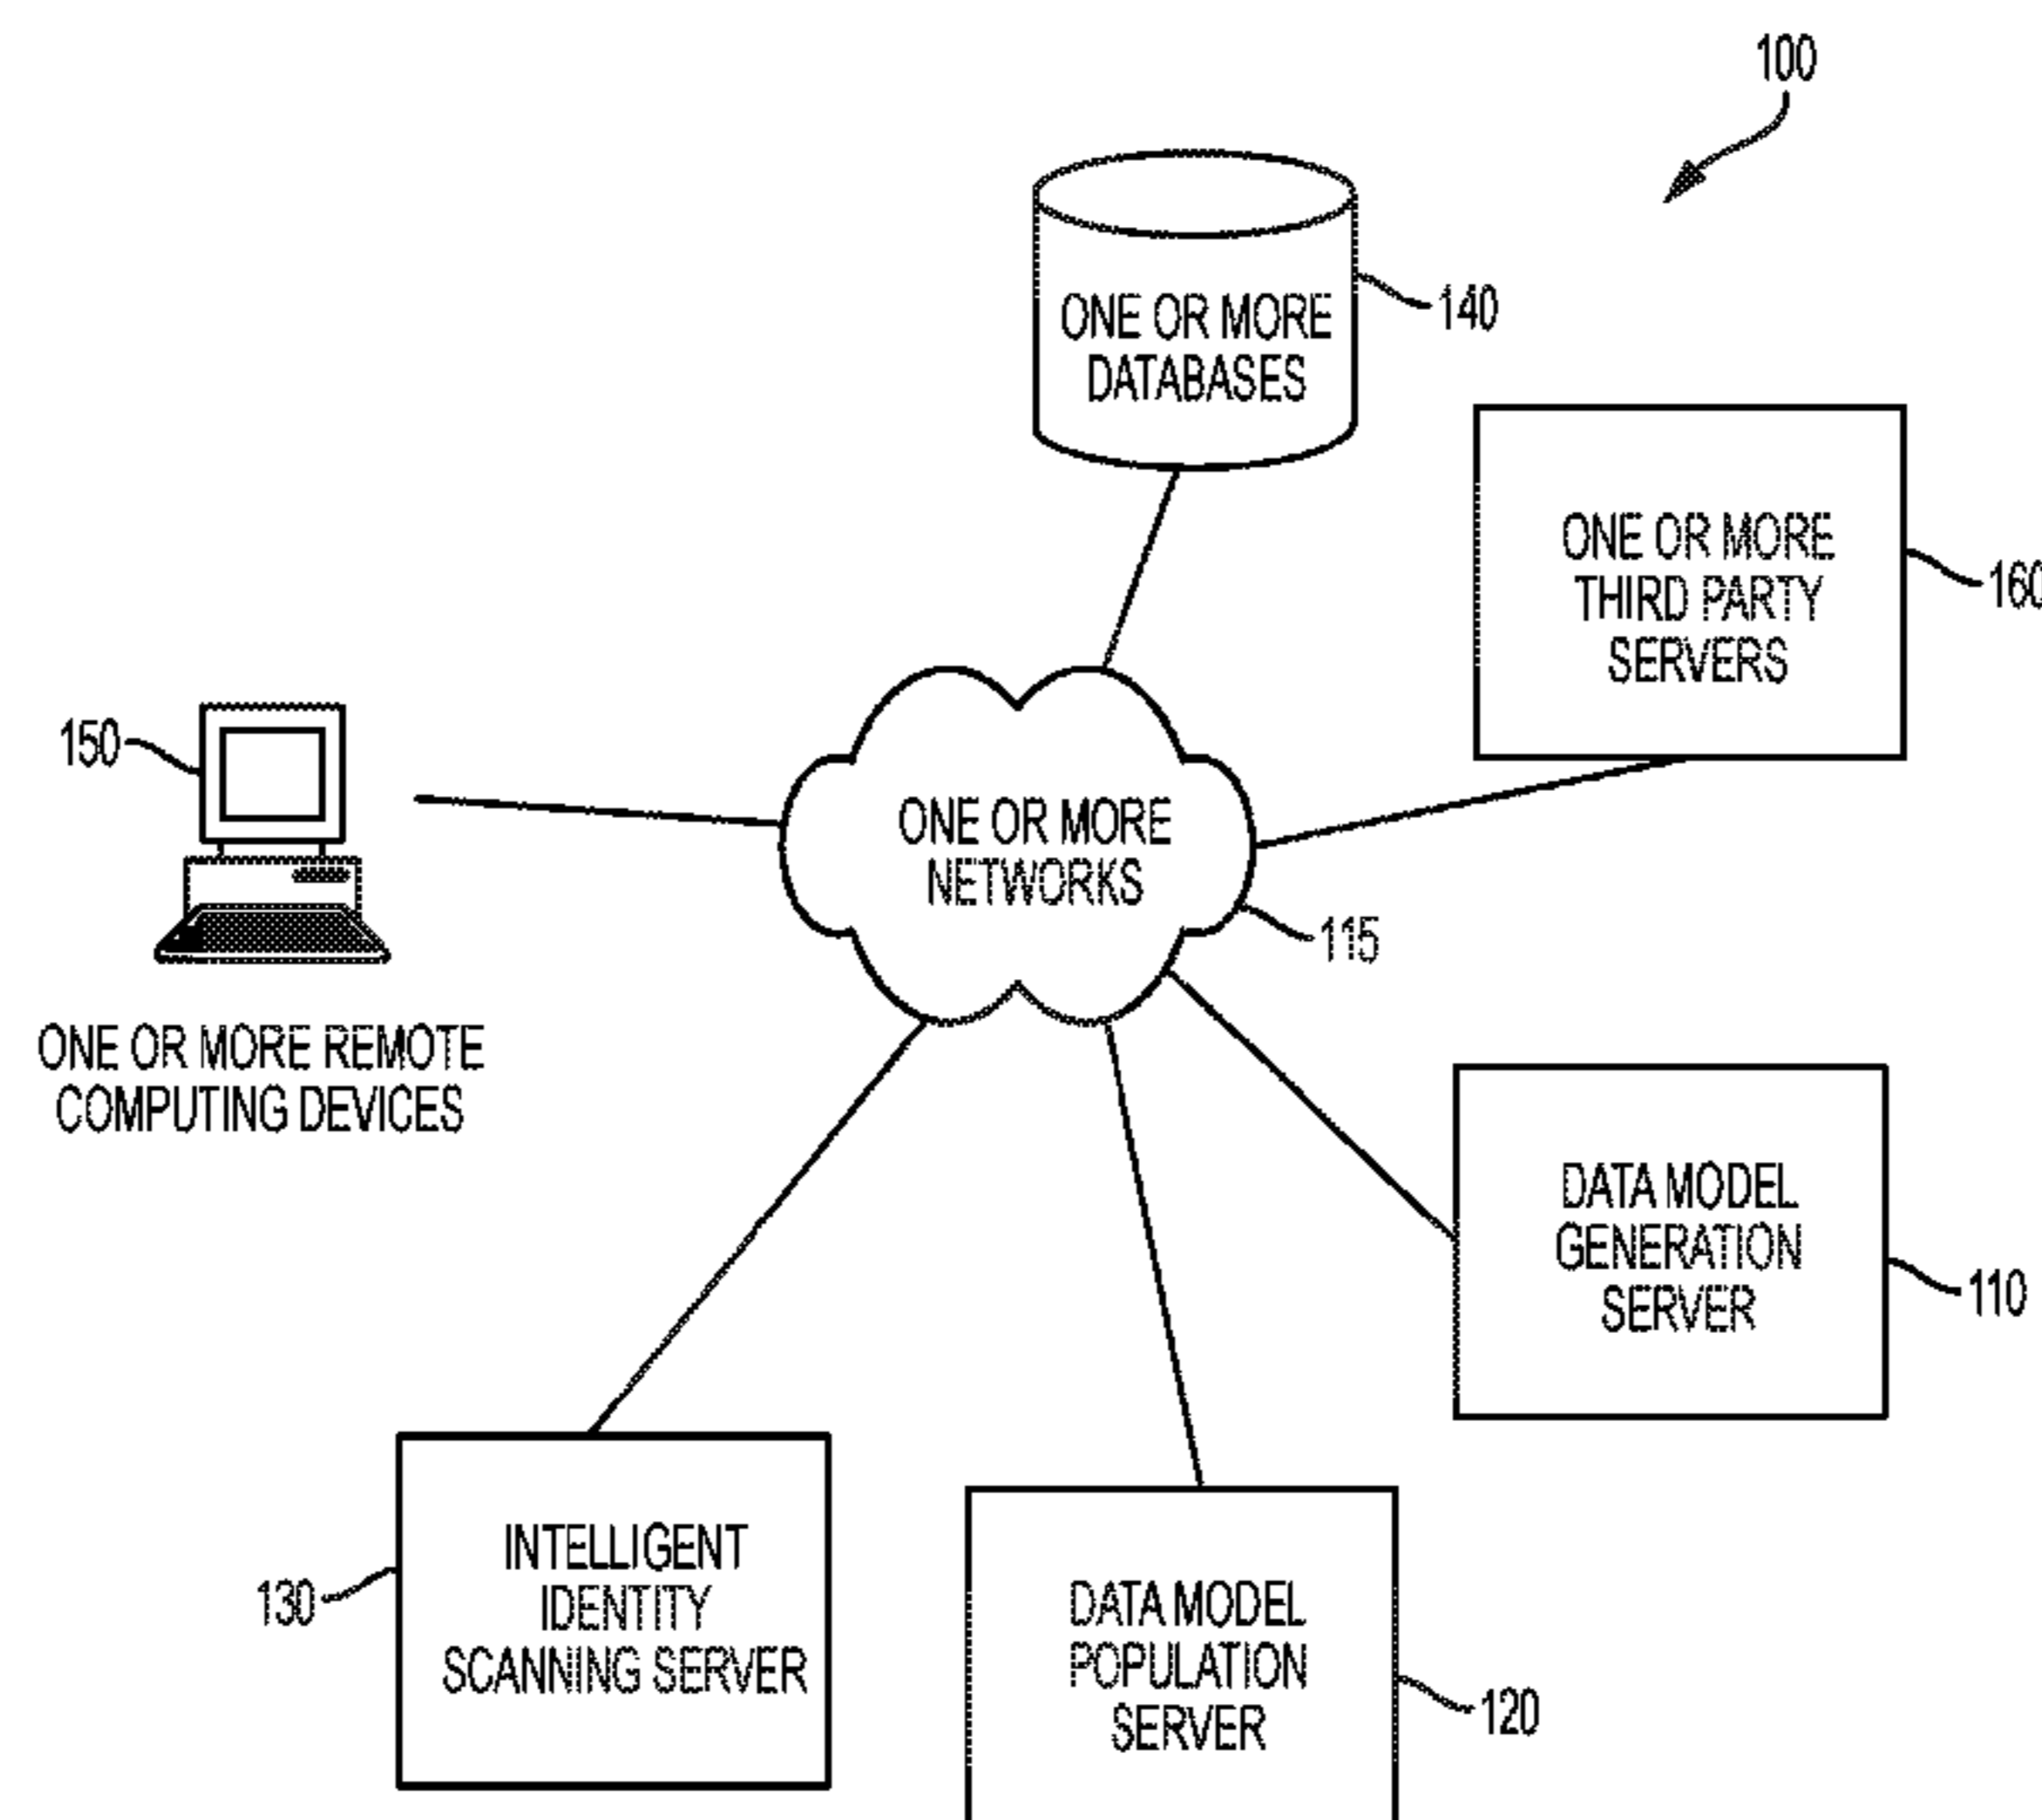 100
ONE OR MORE
DATABASES
140
ONE OR MORE
THIRD PARTY
SERVERS
160
150
ONE OR MORE
NETWORKS
115
ONE OR MORE REMOTE
COMPUTING DEVICES
DATA MODEL
GENERATION
SERVER
110
INTELLIGENT
IDENTITY
SCANNING SERVER
130
DATA MODEL
POPULATION
SERVER
120